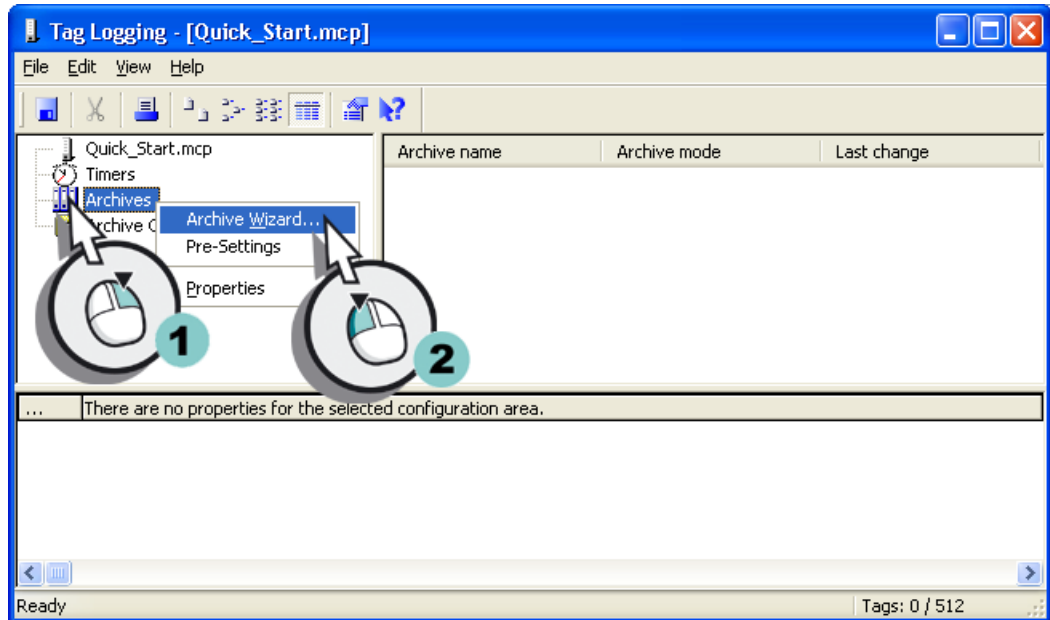 Tag Logging - [Quick_Start.mcp]
File Edit View Help
Quick_Start.mcp
Timers
Archives
Archive C
Archive Wizard...
Pre-Settings
Properties
1
2
Archive name Archive mode Last change
... There are no properties for the selected configuration area.
Ready Tags: 0 / 512